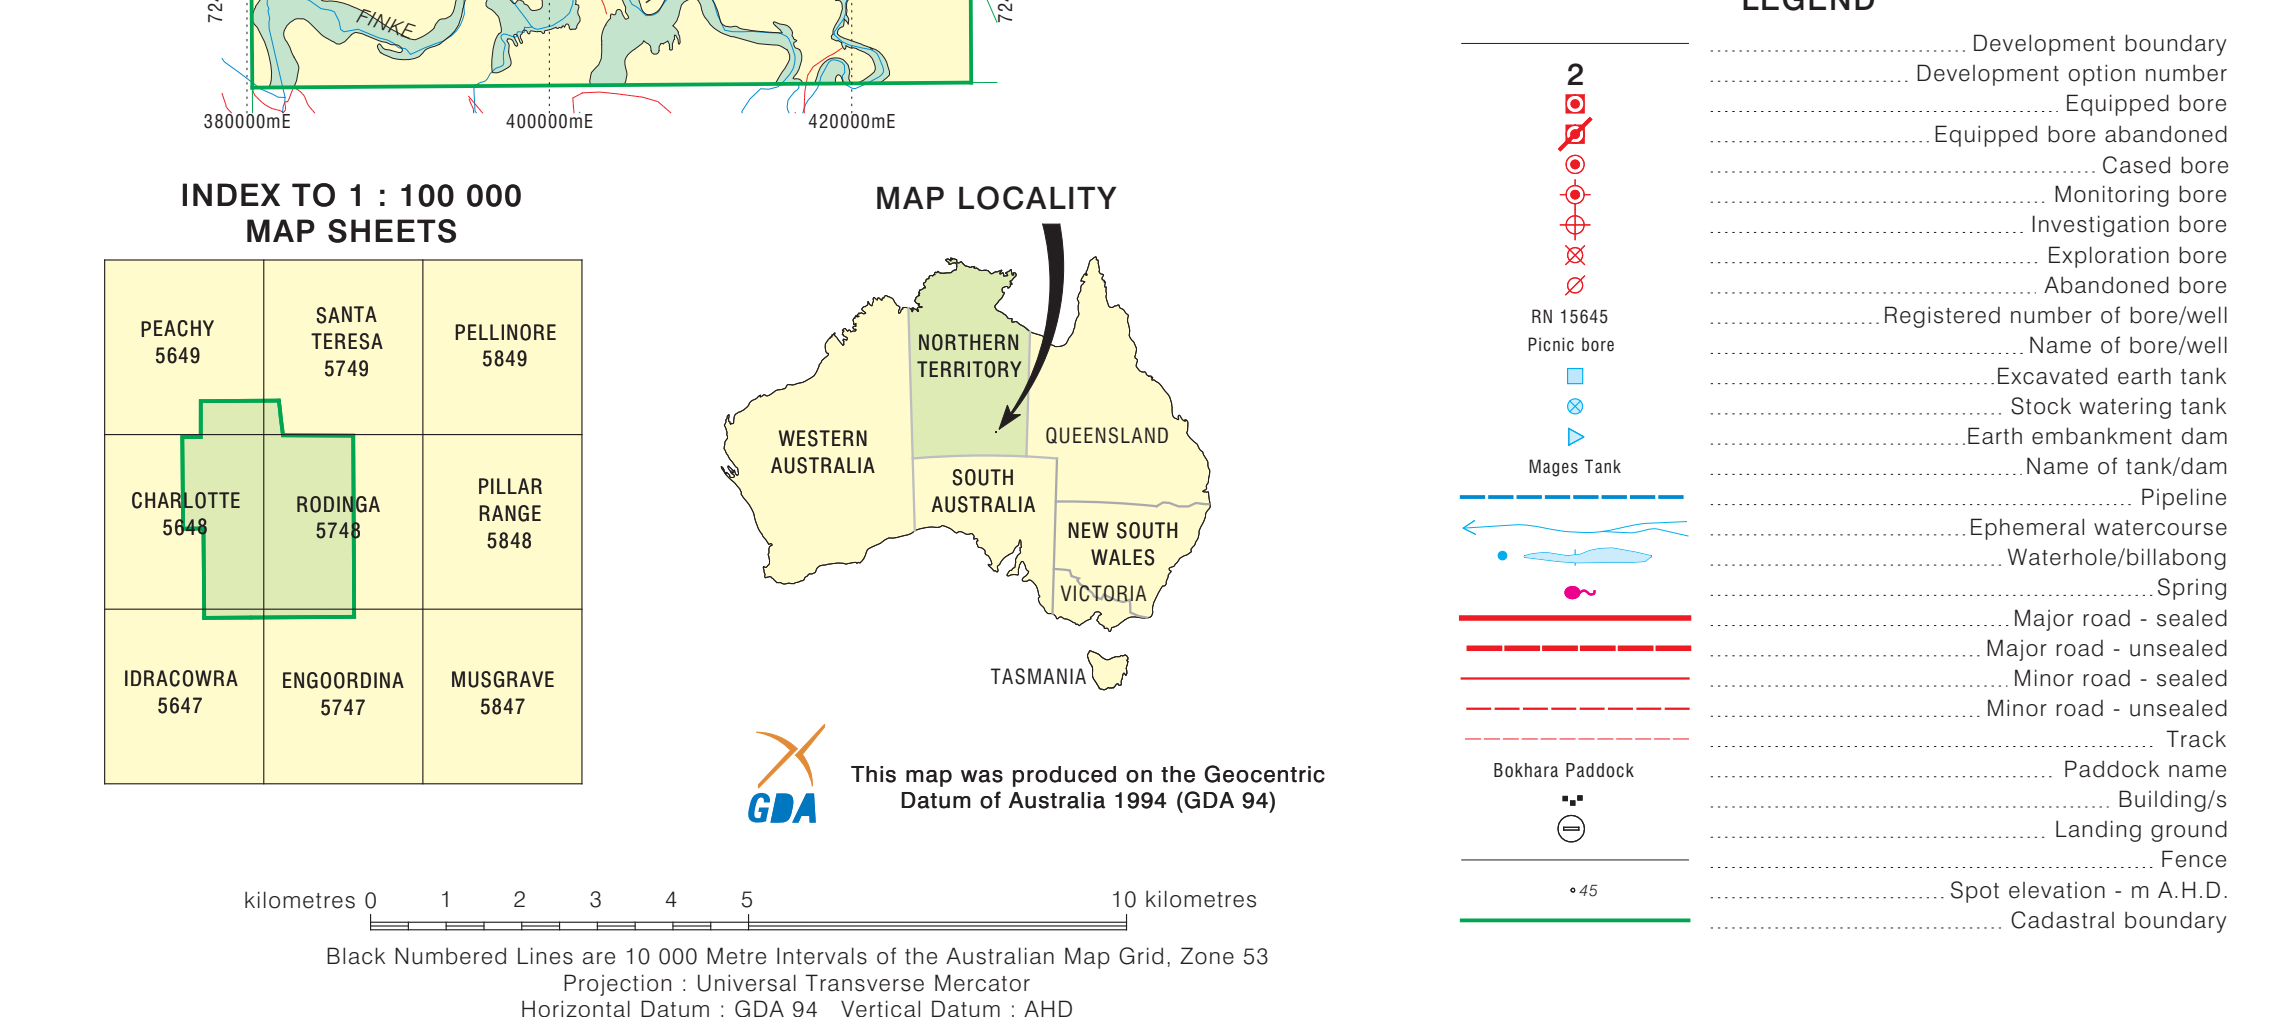 FINKE
380000mE
400000mE
420000mE
INDEX TO 1 : 100 000
MAP SHEETS
PEACHY
5649
SANTA
TERESA
5749
PELLINORE
5849
CHARLOTTE
5648
RODINGA
5748
PILLAR
RANGE
5848
IDRACOWRA
5647
ENGOORDINA
5747
MUSGRAVE
5847
MAP LOCALITY
NORTHERN
TERRITORY
WESTERN
AUSTRALIA
QUEENSLAND
SOUTH
AUSTRALIA
NEW SOUTH
WALES
VICTORIA
TASMANIA
GDA
This map was produced on the Geocentric
Datum of Australia 1994 (GDA 94)
kilometres 0 1 2 3 4 5 10 kilometres
Black Numbered Lines are 10 000 Metre Intervals of the Australian Map Grid, Zone 53
Projection : Universal Transverse Mercator
Horizontal Datum : GDA 94 Vertical Datum : AHD
LEGEND
Development boundary
2 Development option number
Equipped bore
Equipped bore abandoned
Cased bore
Monitoring bore
Investigation bore
Exploration bore
Abandoned bore
RN 15645 Registered number of bore/well
Picnic bore Name of bore/well
Excavated earth tank
Stock watering tank
Earth embankment dam
Mages Tank Name of tank/dam
Pipeline
Ephemeral watercourse
Waterhole/billabong
Spring
Major road - sealed
Major road - unsealed
Minor road - sealed
Minor road - unsealed
Track
Bokhara Paddock Paddock name
Building/s
Landing ground
Fence
45 Spot elevation - m A.H.D.
Cadastral boundary